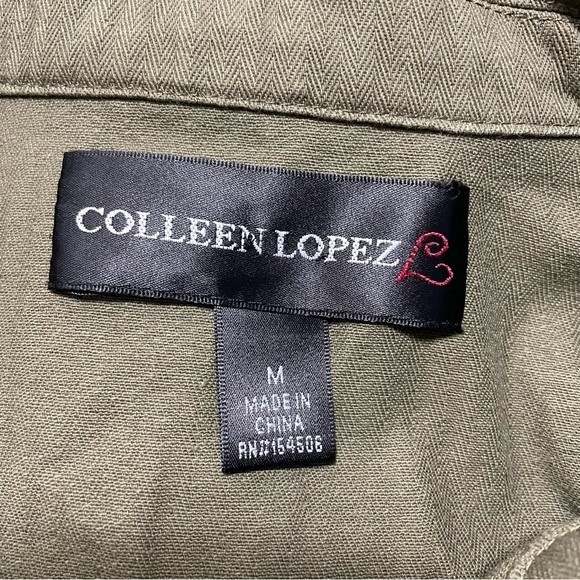 COLLEEN LOPEZ L
M
MADE IN
CHINA
RN#154506